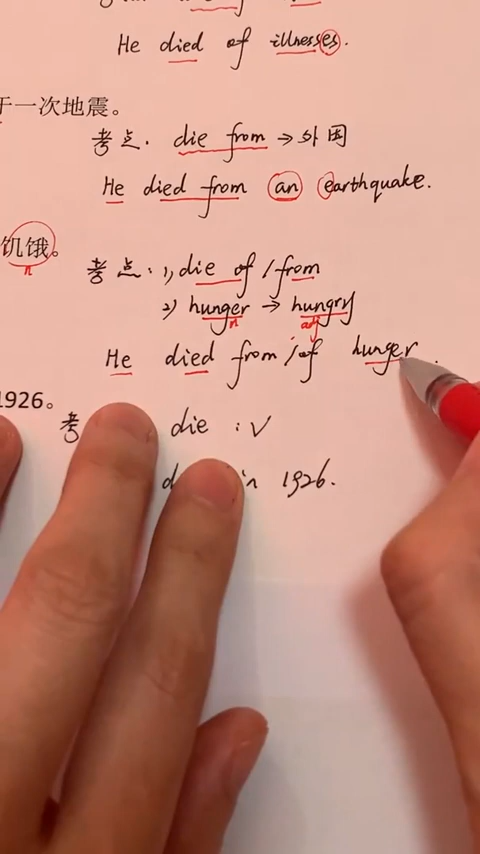 He died of illnesses.
于一次地震。
考点. die from → 外因
He died from an earthquake.
饥饿。 考点: 1, die of / from
n
2) hunger → hungry
n adj
He died from / of hunger.
1926。
考 die : V
in 1926.